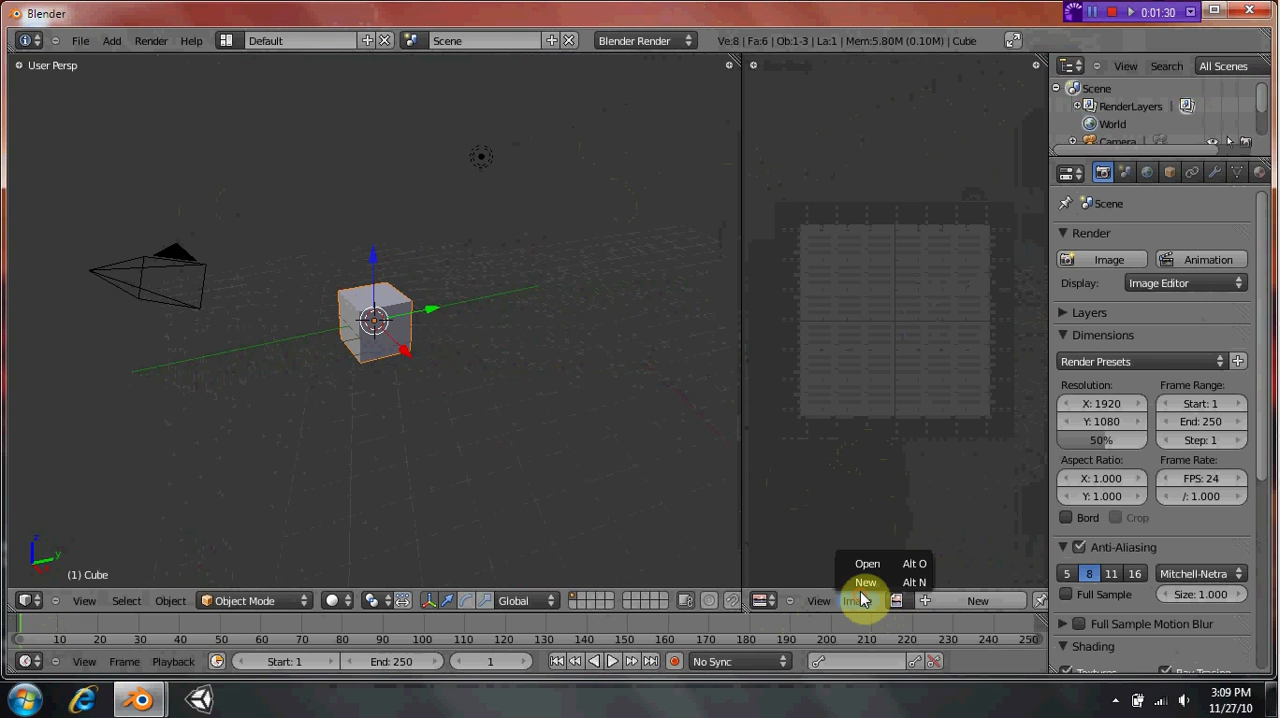 Blender
0:01:30
File Add Render Help Default Scene Blender Render Ve:8 | Fa:6 | Ob:1-3 | La:1 | Mem:5.80M (0.10M) | Cube
User Persp
View Search All Scenes
Scene
RenderLayers
World
Camera
Scene
Render
Image Animation
Display: Image Editor
Layers
Dimensions
Render Presets
Resolution: Frame Range:
X: 1920 Start: 1
Y: 1080 End: 250
50% Step: 1
Aspect Ratio: Frame Rate:
X: 1.000 FPS: 24
Y: 1.000 /: 1.000
Bord Crop
Anti-Aliasing
5 8 11 16 Mitchell-Netra
Full Sample Size: 1.000
Full Sample Motion Blur
Shading
Textures Ray Tracing
z
y
(1) Cube
Open Alt O
New Alt N
View Select Object Object Mode Global
View Image New
10 20 30 40 50 60 70 80 90 100 110 120 130 140 150 160 170 180 190 200 210 220 230 240 250
View Frame Playback Start: 1 End: 250 1 No Sync
3:09 PM
11/27/10